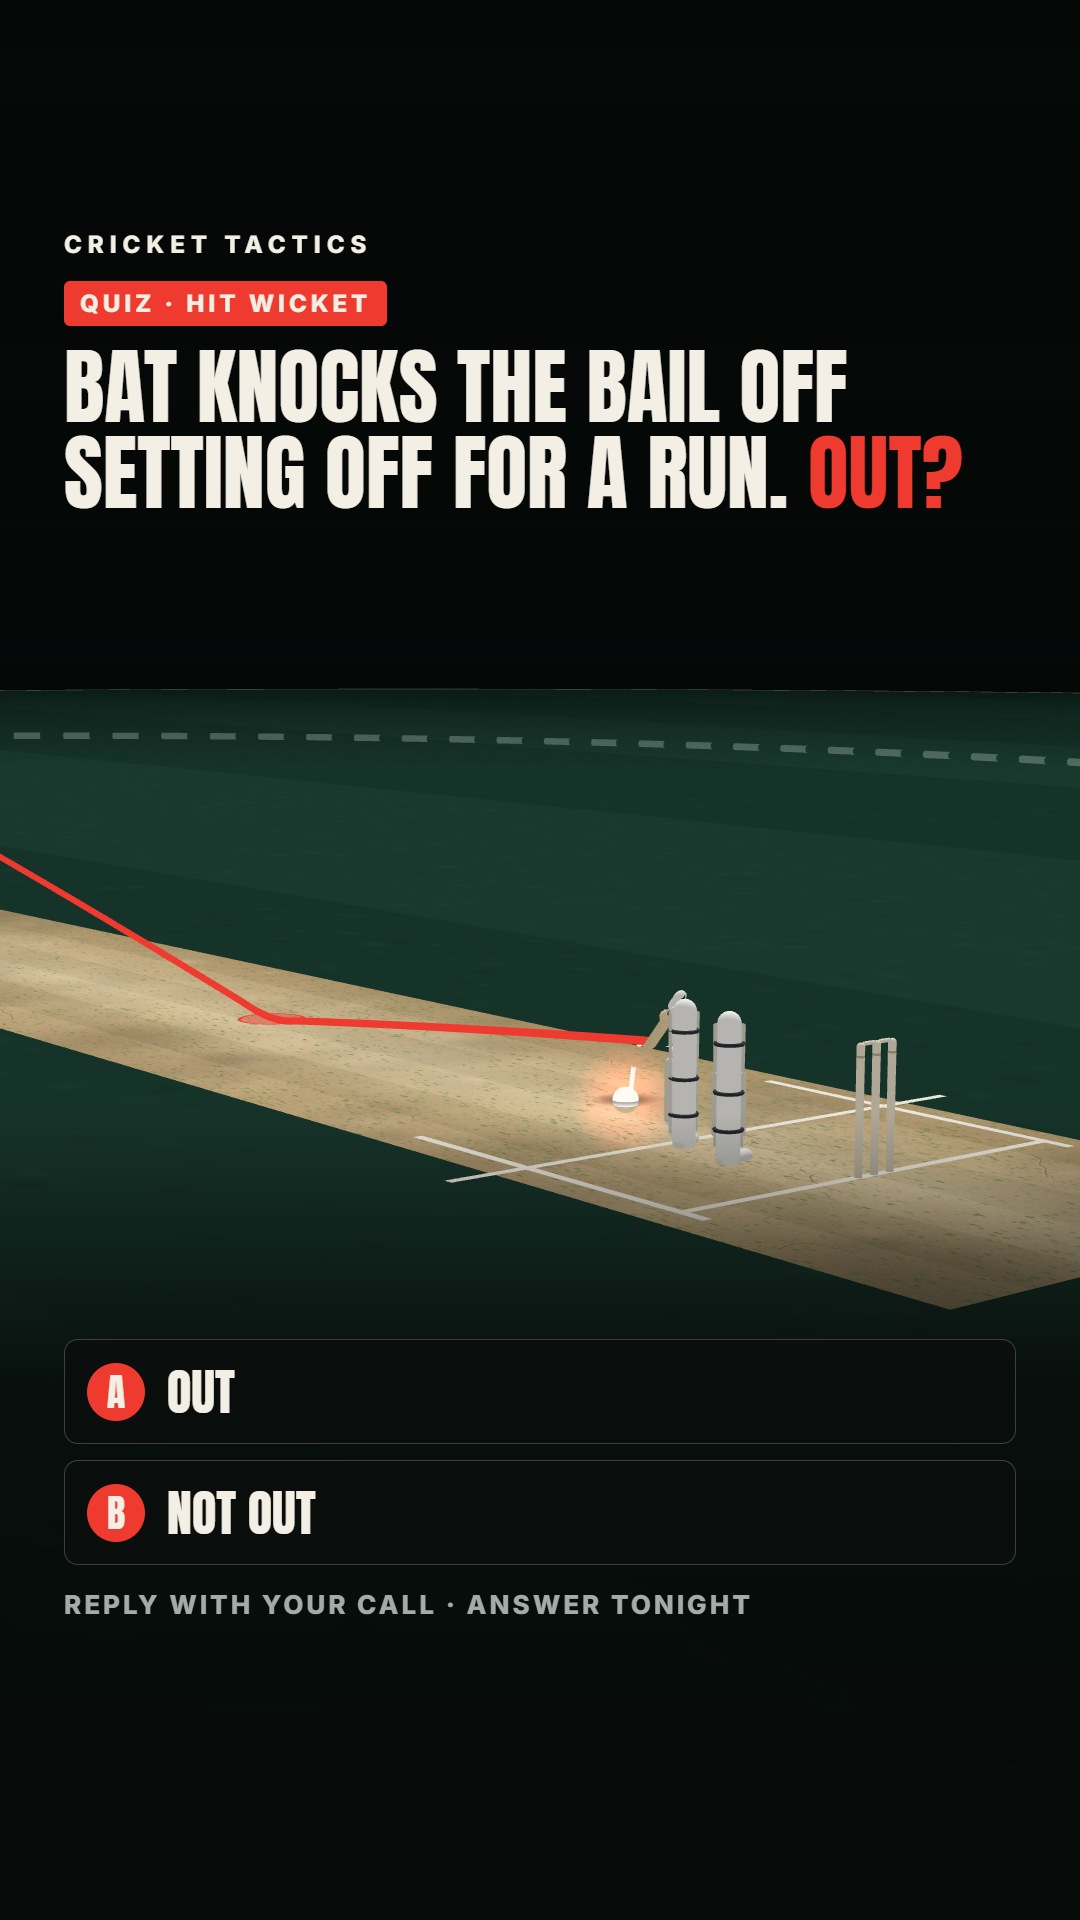 CRICKET TACTICS
QUIZ · HIT WICKET
BAT KNOCKS THE BAIL OFF
SETTING OFF FOR A RUN. OUT?
A OUT
B NOT OUT
REPLY WITH YOUR CALL · ANSWER TONIGHT